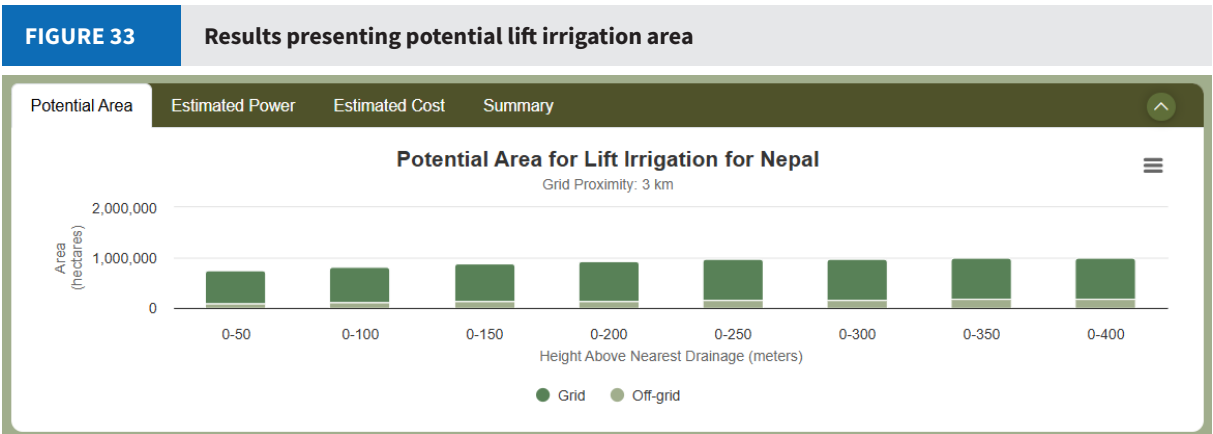 FIGURE 33 Results presenting potential lift irrigation area
Potential Area Estimated Power Estimated Cost Summary
Potential Area for Lift Irrigation for Nepal
Grid Proximity: 3 km
Area
(hectares)
2,000,000
1,000,000
0
0-50 0-100 0-150 0-200 0-250 0-300 0-350 0-400
Height Above Nearest Drainage (meters)
Grid Off-grid